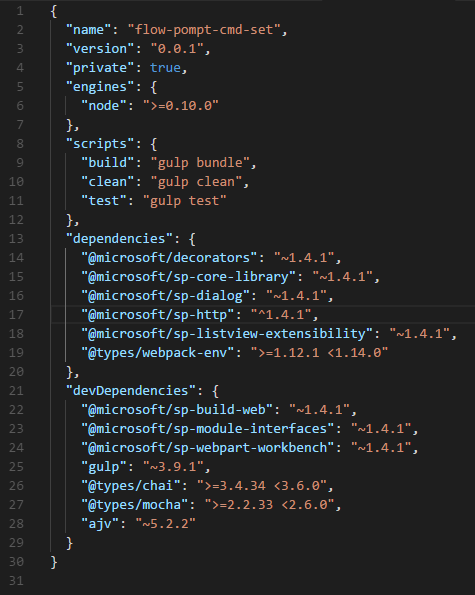 1 {
2   "name": "flow-pompt-cmd-set",
3   "version": "0.0.1",
4   "private": true,
5   "engines": {
6     "node": ">=0.10.0"
7   },
8   "scripts": {
9     "build": "gulp bundle",
10     "clean": "gulp clean",
11     "test": "gulp test"
12   },
13   "dependencies": {
14     "@microsoft/decorators": "~1.4.1",
15     "@microsoft/sp-core-library": "~1.4.1",
16     "@microsoft/sp-dialog": "~1.4.1",
17     "@microsoft/sp-http": "^1.4.1",
18     "@microsoft/sp-listview-extensibility": "~1.4.1",
19     "@types/webpack-env": ">=1.12.1 <1.14.0"
20   },
21   "devDependencies": {
22     "@microsoft/sp-build-web": "~1.4.1",
23     "@microsoft/sp-module-interfaces": "~1.4.1",
24     "@microsoft/sp-webpart-workbench": "~1.4.1",
25     "gulp": "~3.9.1",
26     "@types/chai": ">=3.4.34 <3.6.0",
27     "@types/mocha": ">=2.2.33 <2.6.0",
28     "ajv": "~5.2.2"
29   }
30 }
31